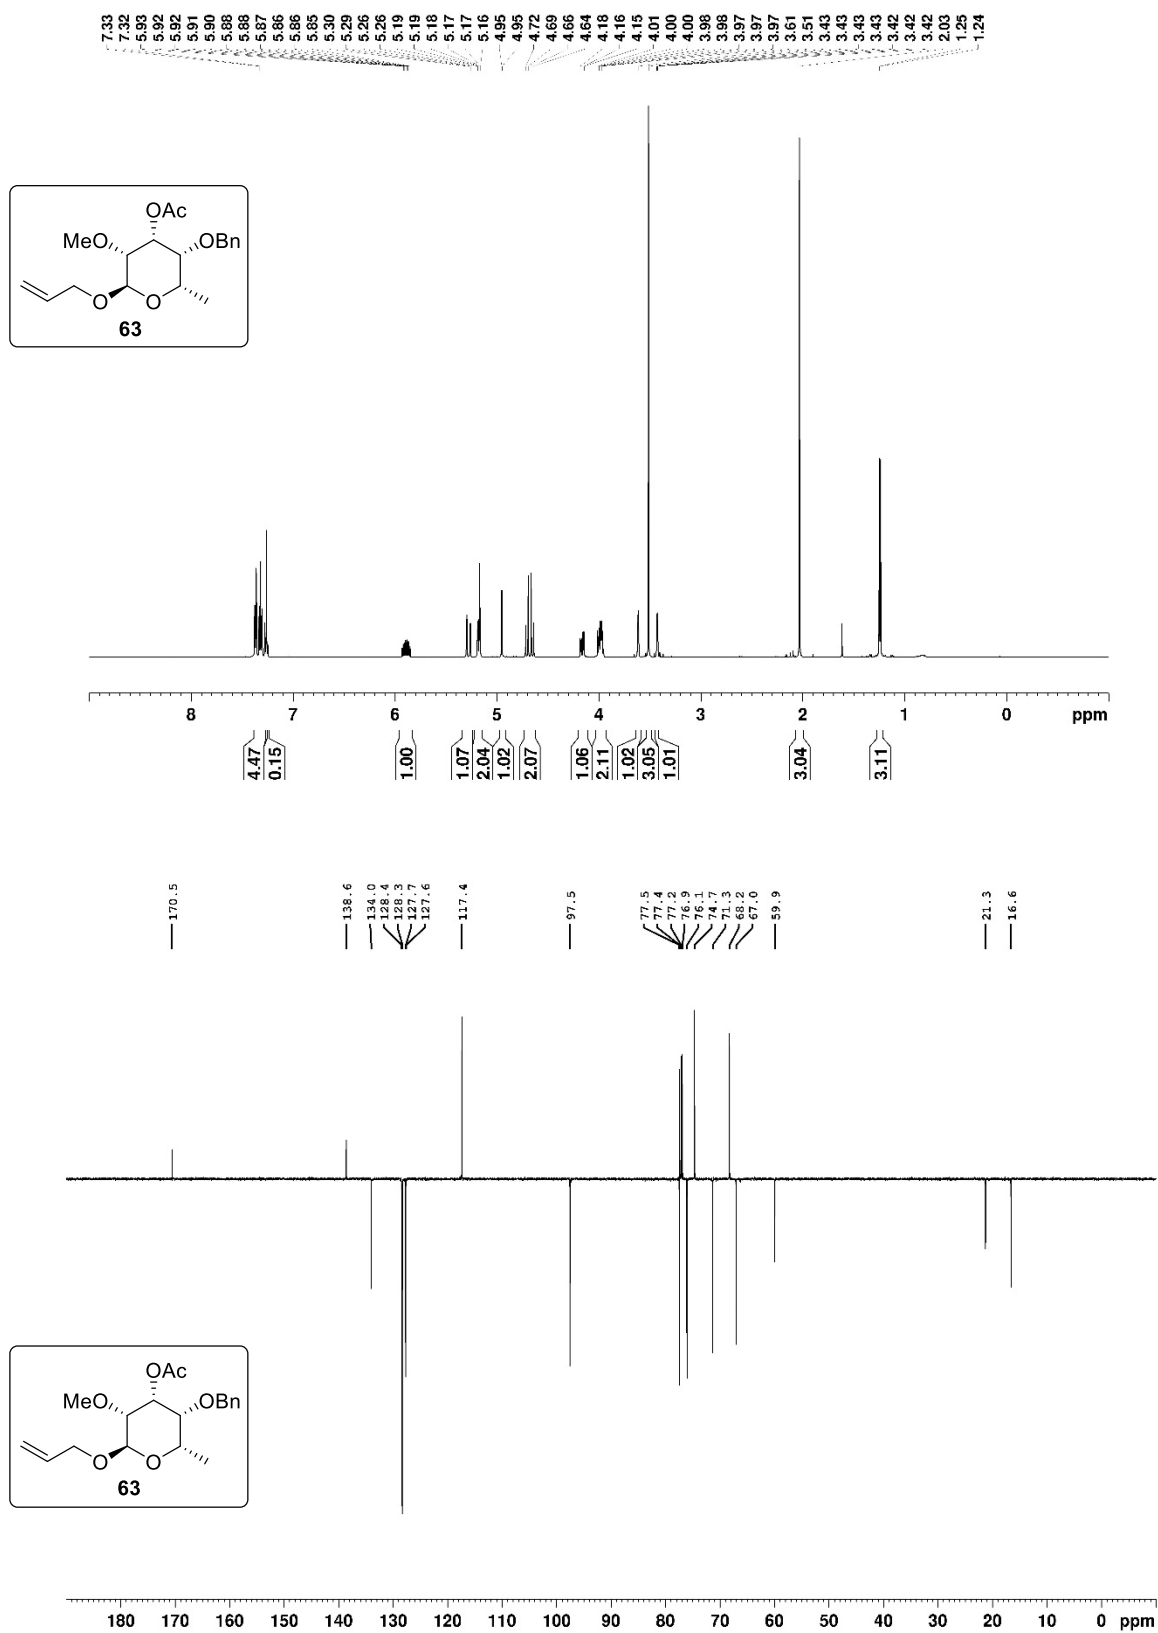 7.33 7.32 5.93 5.92 5.92 5.91 5.90 5.88 5.88 5.87 5.86 5.86 5.85 5.30 5.29 5.26 5.26 5.19 5.19 5.18 5.17 5.17 5.16 4.95 4.95 4.72 4.69 4.66 4.64 4.18 4.16 4.15 4.01 4.00 4.00 3.98 3.98 3.97 3.97 3.97 3.61 3.51 3.43 3.43 3.43 3.43 3.42 3.42 3.42 2.03 1.25 1.24
OAc
MeO OBn
O O
63
8 7 6 5 4 3 2 1 0 ppm
4.47 0.15 1.00 1.07 2.04 1.02 2.07 1.06 2.11 1.02 3.05 1.01 3.04 3.11
170.5 138.6 134.0 128.4 128.3 127.7 127.6 117.4 97.5 77.5 77.4 77.2 76.9 76.1 74.7 71.3 68.2 67.0 59.9 21.3 16.6
OAc
MeO OBn
O O
63
180 170 160 150 140 130 120 110 100 90 80 70 60 50 40 30 20 10 0 ppm